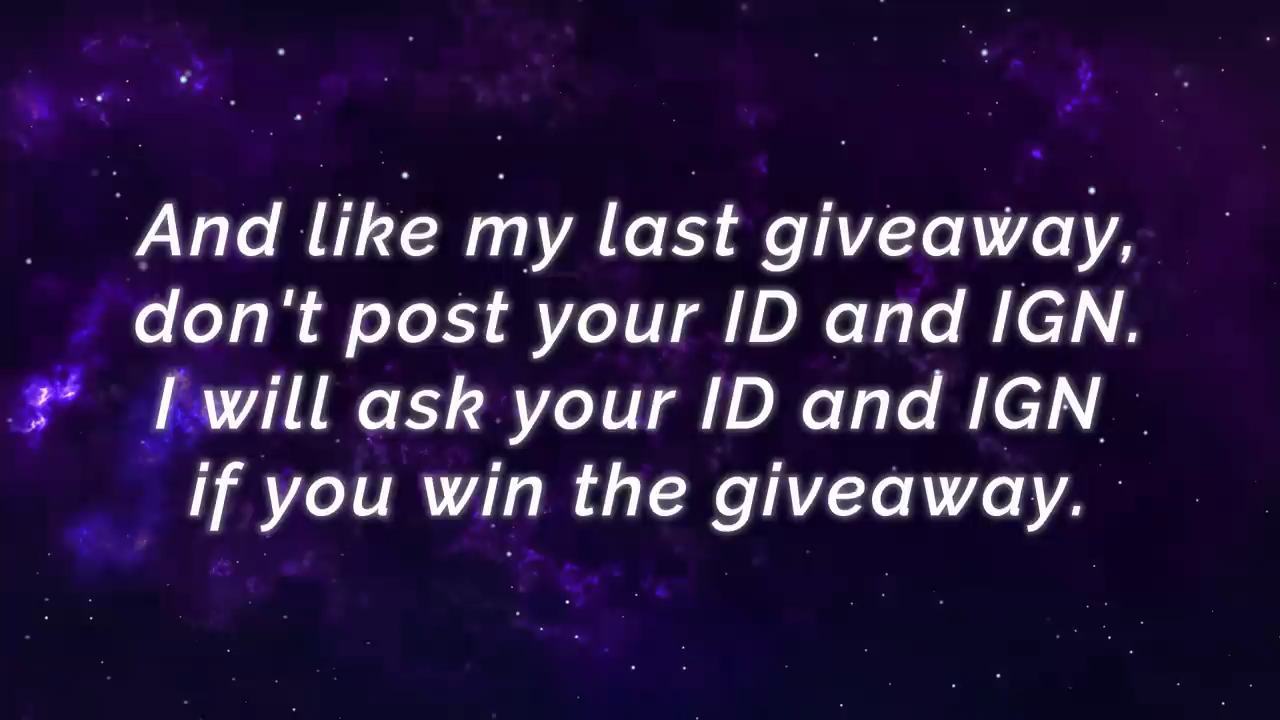 And like my last giveaway,
don't post your ID and IGN.
I will ask your ID and IGN
if you win the giveaway.